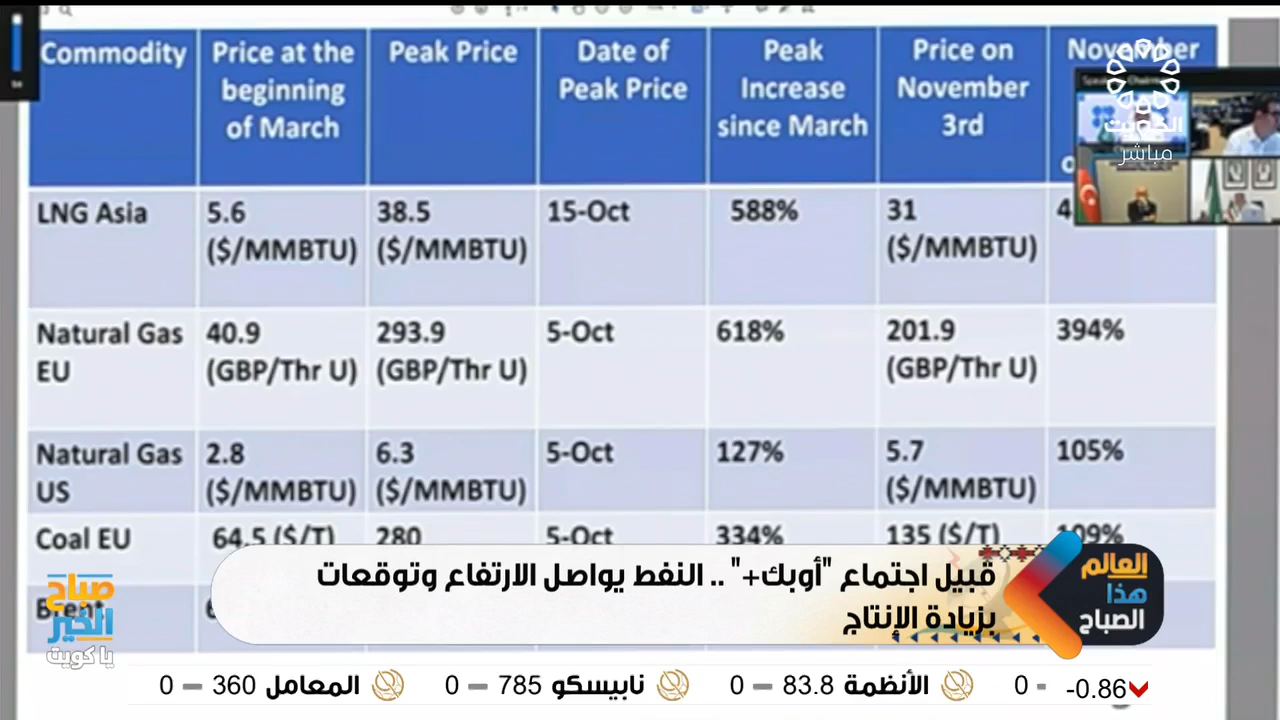 Commodity
Price at the
beginning
of March
Peak Price
Date of
Peak Price
Peak
Increase
since March
Price on
November
3rd
November
الكويت
مباشر
LNG Asia
5.6
($/MMBTU)
38.5
($/MMBTU)
15-Oct
588%
31
($/MMBTU)
4
Natural Gas
EU
40.9
(GBP/Thr U)
293.9
(GBP/Thr U)
5-Oct
618%
201.9
(GBP/Thr U)
394%
Natural Gas
US
2.8
($/MMBTU)
6.3
($/MMBTU)
5-Oct
127%
5.7
($/MMBTU)
105%
Coal EU
64.5 ($/T)
280
5-Oct
334%
135 ($/T)
109%
Brent
6
صباح
الخير
يا كويت
قبيل اجتماع "أوبك+" .. النفط يواصل الارتفاع وتوقعات
بزيادة الإنتاج
العالم
هذا
الصباح
-0.86 - 0 الأنظمة 83.8 – 0 نابيسكو 785 – 0 المعامل 360 – 0